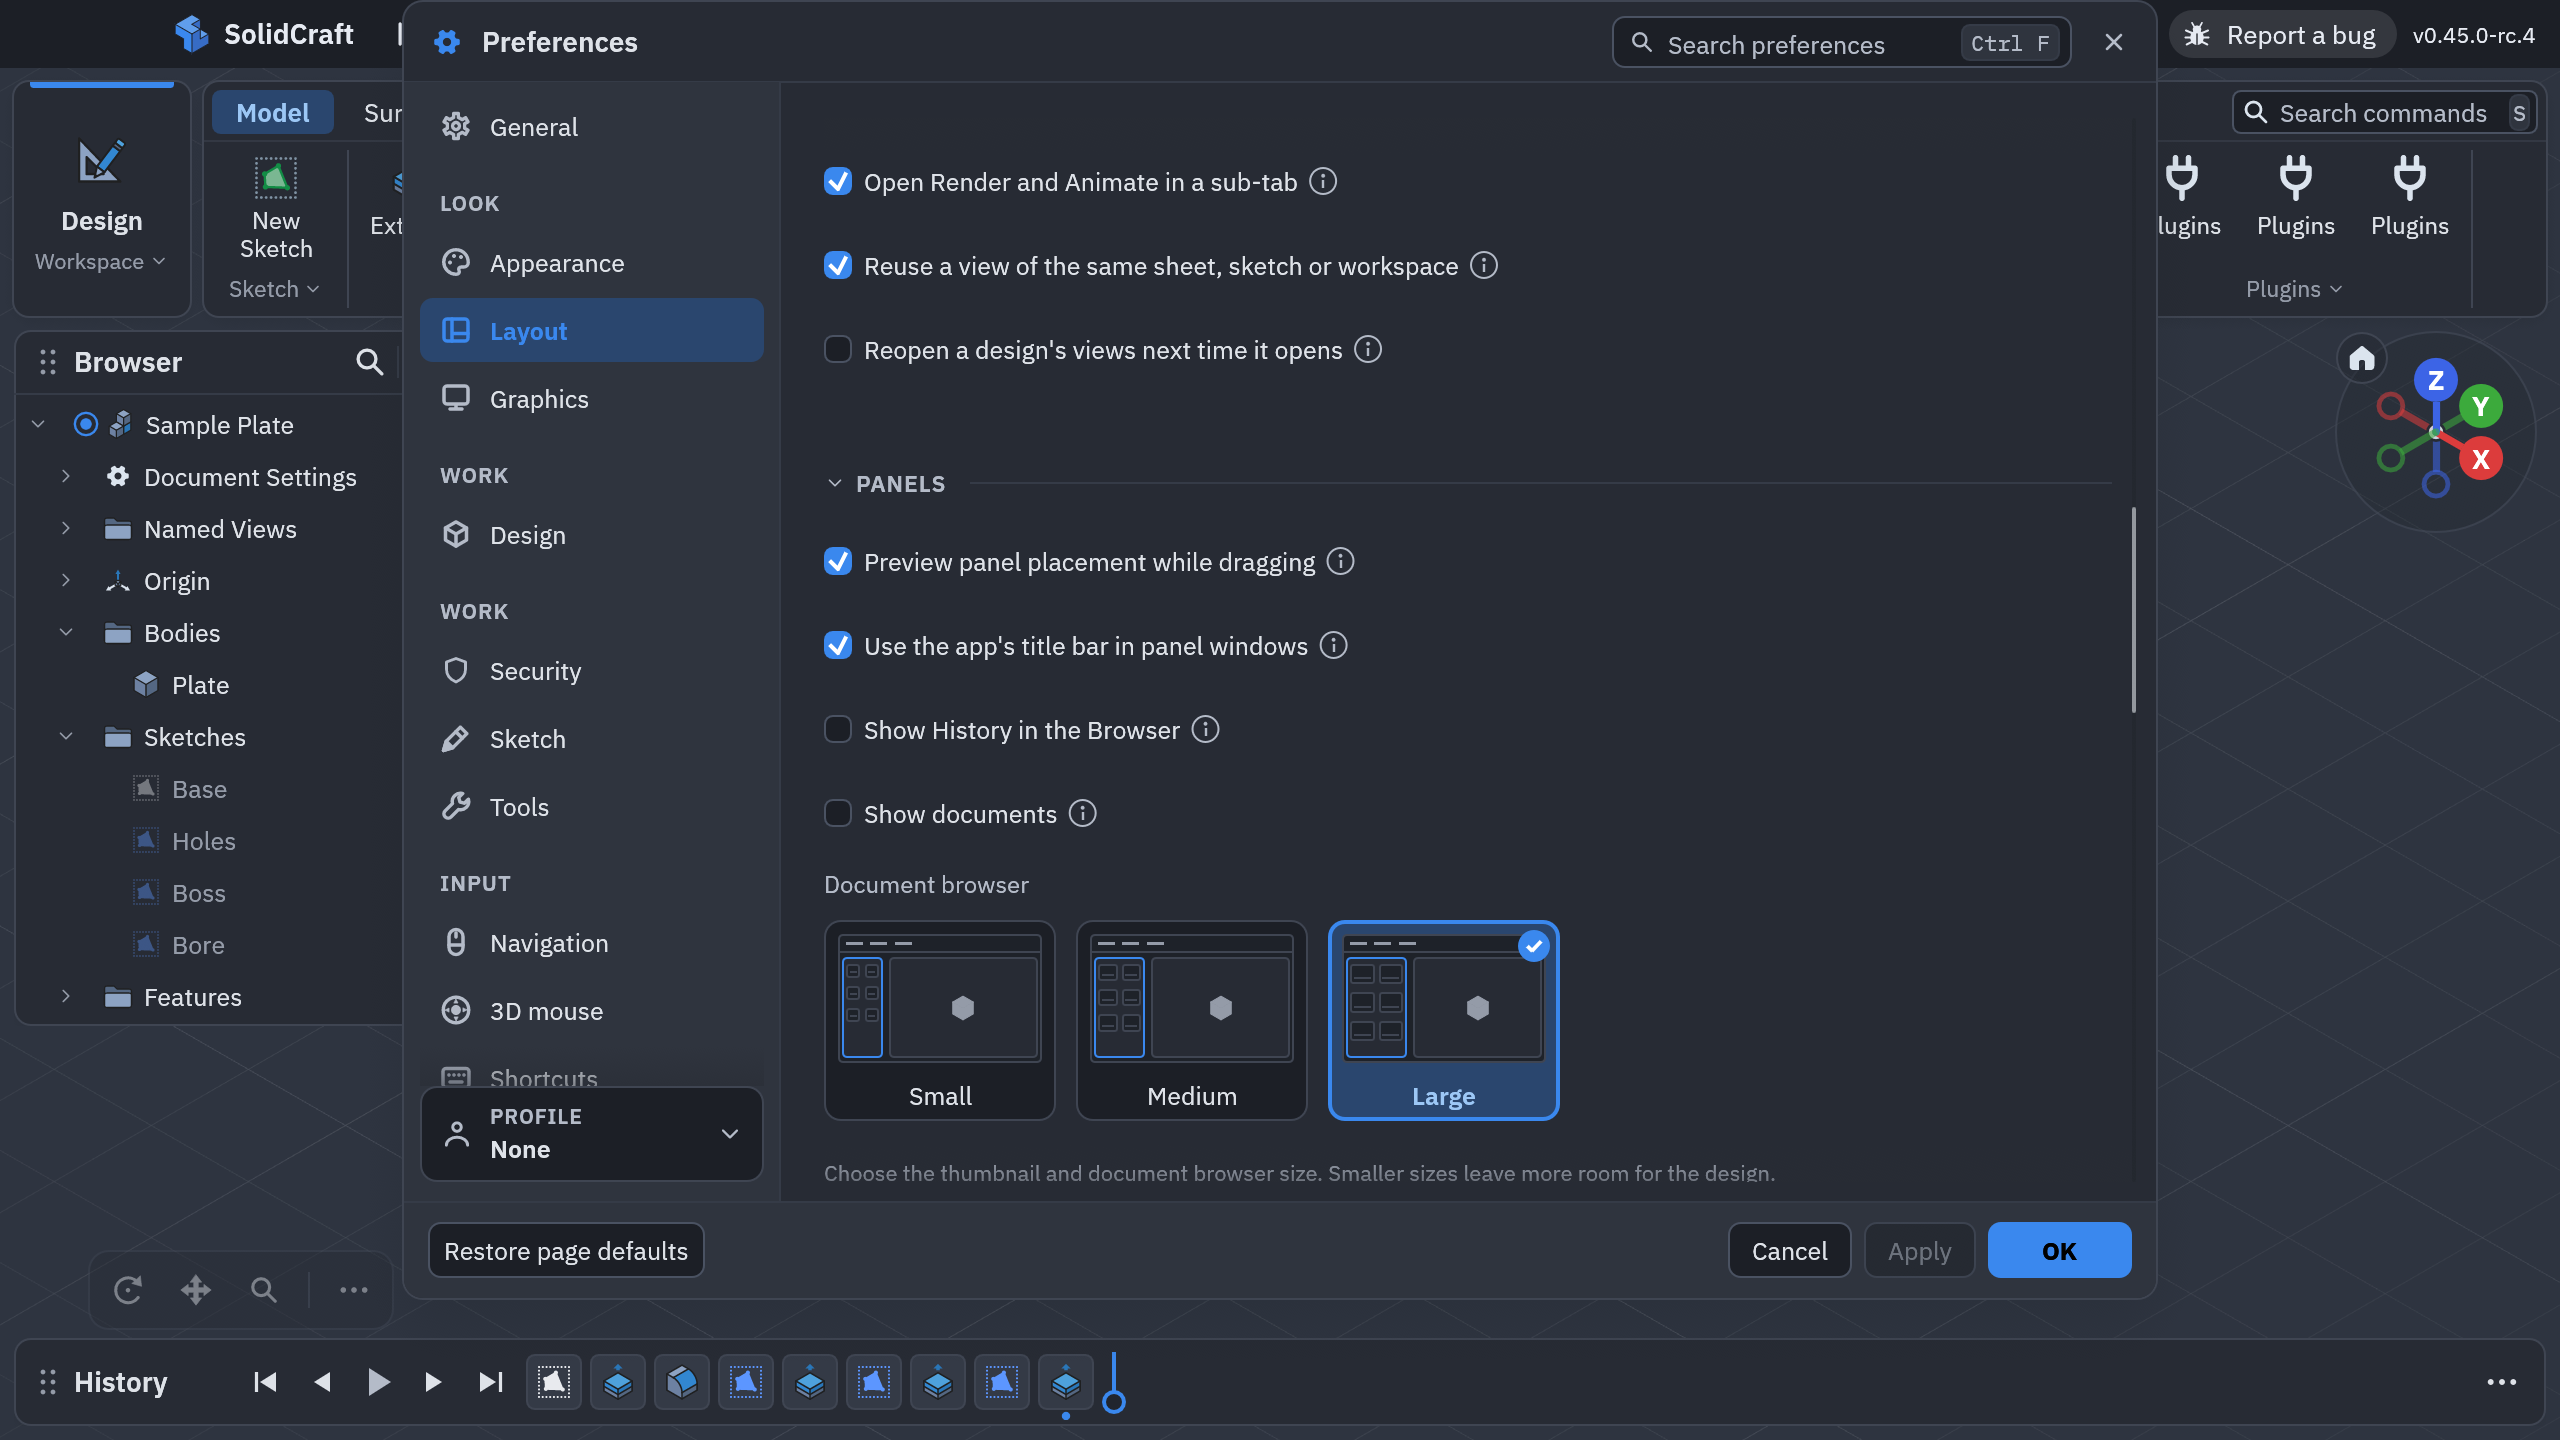 SolidCraft
Preferences
Search preferences
Ctrl F
Report a bug
v0.45.0-rc.4
Design
Workspace
Model
Sur
New
Sketch
Sketch
Ext
Search commands
S
lugins
Plugins
Plugins
Plugins
Z
Y
X
Browser
Sample Plate
Document Settings
Named Views
Origin
Bodies
Plate
Sketches
Base
Holes
Boss
Bore
Features
General
LOOK
Appearance
Layout
Graphics
WORK
Design
WORK
Security
Sketch
Tools
INPUT
Navigation
3D mouse
Shortcuts
PROFILE
None
Open Render and Animate in a sub-tab
Reuse a view of the same sheet, sketch or workspace
Reopen a design's views next time it opens
PANELS
Preview panel placement while dragging
Use the app's title bar in panel windows
Show History in the Browser
Show documents
Document browser
Small
Medium
Large
Choose the thumbnail and document browser size. Smaller sizes leave more room for the design.
Restore page defaults
Cancel
Apply
OK
History